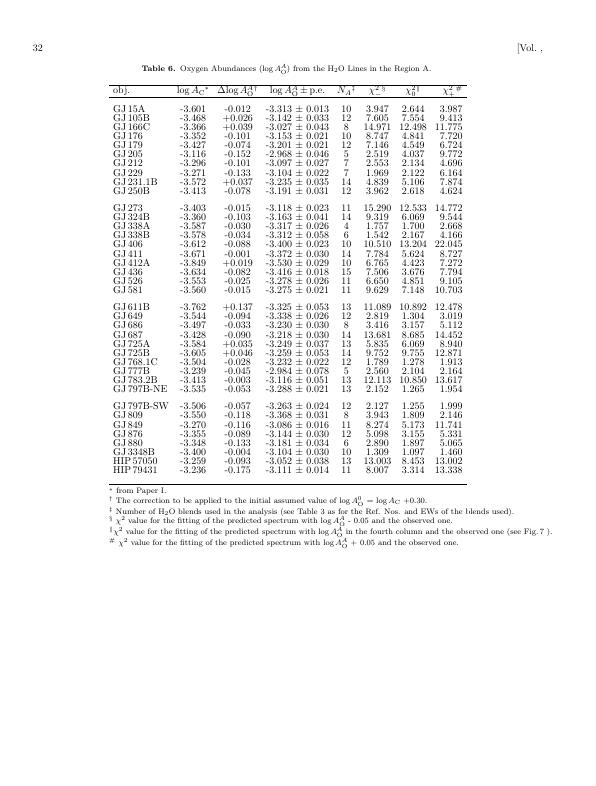 32 [Vol. ,
Table 6. Oxygen Abundances (log A_O^A) from the H2O Lines in the Region A.
obj. log A_C* Δlog A_O^A† log A_O^A ± p.e. N_A‡ χ²_-§ χ²_0‖ χ²_+#
GJ 15A -3.601 -0.012 -3.313 ± 0.013 10 3.947 2.644 3.987
GJ 105B -3.468 +0.026 -3.142 ± 0.033 12 7.605 7.554 9.413
GJ 166C -3.366 +0.039 -3.027 ± 0.043 8 14.971 12.498 11.775
GJ 176 -3.352 -0.101 -3.153 ± 0.021 10 8.747 4.841 7.720
GJ 179 -3.427 -0.074 -3.201 ± 0.021 12 7.146 4.549 6.724
GJ 205 -3.116 -0.152 -2.968 ± 0.046 5 2.519 4.037 9.772
GJ 212 -3.296 -0.101 -3.097 ± 0.027 7 2.553 2.134 4.696
GJ 229 -3.271 -0.133 -3.104 ± 0.022 7 1.969 2.122 6.164
GJ 231.1B -3.572 +0.037 -3.235 ± 0.035 14 4.839 5.106 7.874
GJ 250B -3.413 -0.078 -3.191 ± 0.031 12 3.962 2.618 4.624
GJ 273 -3.403 -0.015 -3.118 ± 0.023 11 15.290 12.533 14.772
GJ 324B -3.360 -0.103 -3.163 ± 0.041 14 9.319 6.069 9.544
GJ 338A -3.587 -0.030 -3.317 ± 0.026 4 1.757 1.700 2.668
GJ 338B -3.578 -0.034 -3.312 ± 0.058 6 1.542 2.167 4.166
GJ 406 -3.612 -0.088 -3.400 ± 0.023 10 10.510 13.204 22.045
GJ 411 -3.671 -0.001 -3.372 ± 0.030 14 7.784 5.624 8.727
GJ 412A -3.849 +0.019 -3.530 ± 0.029 10 6.765 4.423 7.272
GJ 436 -3.634 -0.082 -3.416 ± 0.018 15 7.506 3.676 7.794
GJ 526 -3.553 -0.025 -3.278 ± 0.031 11 6.650 4.851 9.105
GJ 581 -3.560 -0.015 -3.275 ± 0.021 11 9.629 7.148 10.703
GJ 611B -3.762 +0.137 -3.325 ± 0.053 13 11.089 10.892 12.478
GJ 649 -3.544 -0.094 -3.338 ± 0.026 12 2.819 1.304 3.019
GJ 686 -3.497 -0.033 -3.230 ± 0.030 8 3.416 3.157 5.112
GJ 687 -3.428 -0.090 -3.218 ± 0.030 14 13.681 8.685 14.452
GJ 725A -3.584 +0.035 -3.249 ± 0.037 13 5.835 6.069 8.940
GJ 725B -3.605 +0.046 -3.259 ± 0.053 14 9.752 9.755 12.871
GJ 768.1C -3.504 -0.028 -3.232 ± 0.022 12 1.789 1.278 1.913
GJ 777B -3.239 -0.045 -2.984 ± 0.078 5 2.560 2.104 2.164
GJ 783.2B -3.413 -0.003 -3.116 ± 0.051 13 12.113 10.850 13.617
GJ 797B-NE -3.535 -0.053 -3.288 ± 0.021 13 2.152 1.265 1.954
GJ 797B-SW -3.506 -0.057 -3.263 ± 0.024 12 2.127 1.255 1.999
GJ 809 -3.550 -0.118 -3.368 ± 0.031 8 3.943 1.809 2.146
GJ 849 -3.270 -0.116 -3.086 ± 0.016 11 8.274 5.173 11.741
GJ 876 -3.355 -0.089 -3.144 ± 0.030 12 5.098 3.155 5.331
GJ 880 -3.348 -0.133 -3.181 ± 0.034 6 2.890 1.897 5.065
GJ 3348B -3.400 -0.004 -3.104 ± 0.030 10 1.309 1.097 1.460
HIP 57050 -3.259 -0.093 -3.052 ± 0.038 13 13.003 8.453 13.002
HIP 79431 -3.236 -0.175 -3.111 ± 0.014 11 8.007 3.314 13.338
* from Paper I.
† The correction to be applied to the initial assumed value of log A_O^0 = log A_C +0.30.
‡ Number of H2O blends used in the analysis (see Table 3 as for the Ref. Nos. and EWs of the blends used).
§ χ² value for the fitting of the predicted spectrum with log A_O^A - 0.05 and the observed one.
‖ χ² value for the fitting of the predicted spectrum with log A_O^A in the fourth column and the observed one (see Fig. 7 ).
# χ² value for the fitting of the predicted spectrum with log A_O^A + 0.05 and the observed one.